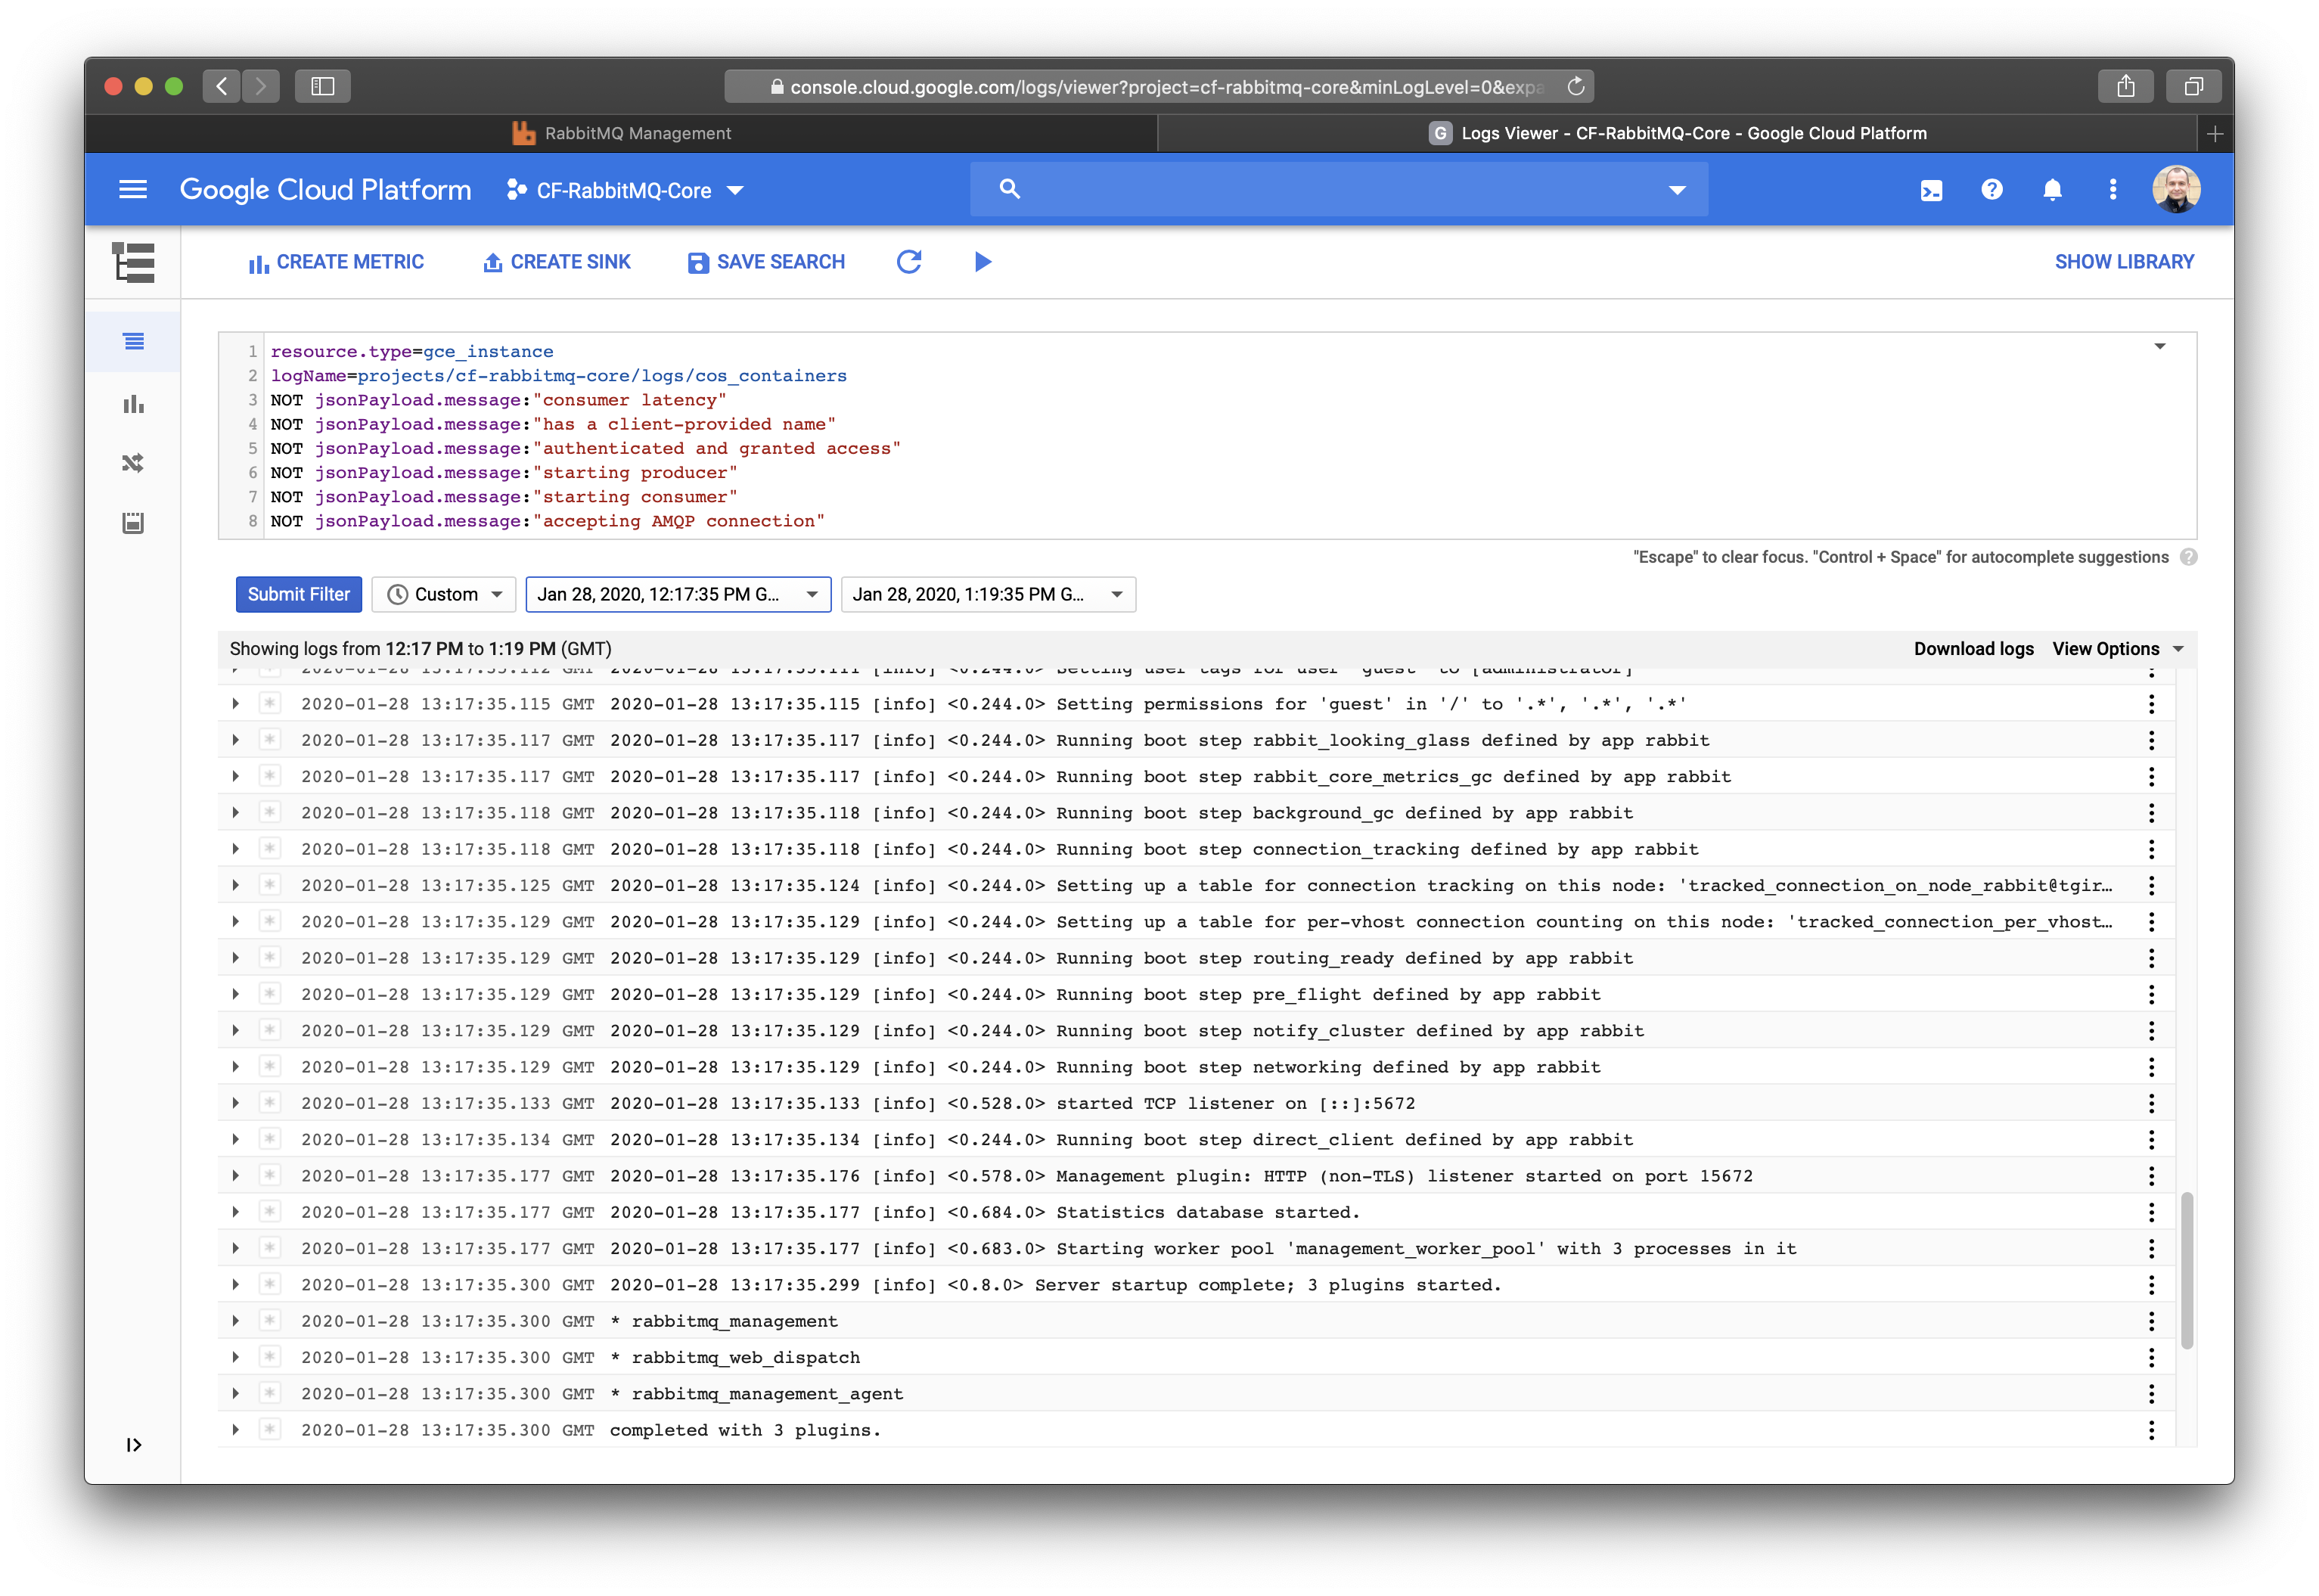 console.cloud.google.com/logs/viewer?project=cf-rabbitmq-core&minLogLevel=0&expa
RabbitMQ Management
G Logs Viewer - CF-RabbitMQ-Core - Google Cloud Platform
Google Cloud Platform CF-RabbitMQ-Core
CREATE METRIC CREATE SINK SAVE SEARCH SHOW LIBRARY
1 resource.type=gce_instance
2 logName=projects/cf-rabbitmq-core/logs/cos_containers
3 NOT jsonPayload.message:"consumer latency"
4 NOT jsonPayload.message:"has a client-provided name"
5 NOT jsonPayload.message:"authenticated and granted access"
6 NOT jsonPayload.message:"starting producer"
7 NOT jsonPayload.message:"starting consumer"
8 NOT jsonPayload.message:"accepting AMQP connection"
"Escape" to clear focus. "Control + Space" for autocomplete suggestions ?
Submit Filter Custom Jan 28, 2020, 12:17:35 PM G... Jan 28, 2020, 1:19:35 PM G...
Showing logs from 12:17 PM to 1:19 PM (GMT) Download logs View Options
2020-01-28 13:17:35.112 GMT 2020-01-28 13:17:35.111 [info] <0.244.0> Setting user tags for user 'guest' to [administrator]
2020-01-28 13:17:35.115 GMT 2020-01-28 13:17:35.115 [info] <0.244.0> Setting permissions for 'guest' in '/' to '.*', '.*', '.*'
2020-01-28 13:17:35.117 GMT 2020-01-28 13:17:35.117 [info] <0.244.0> Running boot step rabbit_looking_glass defined by app rabbit
2020-01-28 13:17:35.117 GMT 2020-01-28 13:17:35.117 [info] <0.244.0> Running boot step rabbit_core_metrics_gc defined by app rabbit
2020-01-28 13:17:35.118 GMT 2020-01-28 13:17:35.118 [info] <0.244.0> Running boot step background_gc defined by app rabbit
2020-01-28 13:17:35.118 GMT 2020-01-28 13:17:35.118 [info] <0.244.0> Running boot step connection_tracking defined by app rabbit
2020-01-28 13:17:35.125 GMT 2020-01-28 13:17:35.124 [info] <0.244.0> Setting up a table for connection tracking on this node: 'tracked_connection_on_node_rabbit@tgir...
2020-01-28 13:17:35.129 GMT 2020-01-28 13:17:35.129 [info] <0.244.0> Setting up a table for per-vhost connection counting on this node: 'tracked_connection_per_vhost...
2020-01-28 13:17:35.129 GMT 2020-01-28 13:17:35.129 [info] <0.244.0> Running boot step routing_ready defined by app rabbit
2020-01-28 13:17:35.129 GMT 2020-01-28 13:17:35.129 [info] <0.244.0> Running boot step pre_flight defined by app rabbit
2020-01-28 13:17:35.129 GMT 2020-01-28 13:17:35.129 [info] <0.244.0> Running boot step notify_cluster defined by app rabbit
2020-01-28 13:17:35.129 GMT 2020-01-28 13:17:35.129 [info] <0.244.0> Running boot step networking defined by app rabbit
2020-01-28 13:17:35.133 GMT 2020-01-28 13:17:35.133 [info] <0.528.0> started TCP listener on [::]:5672
2020-01-28 13:17:35.134 GMT 2020-01-28 13:17:35.134 [info] <0.244.0> Running boot step direct_client defined by app rabbit
2020-01-28 13:17:35.177 GMT 2020-01-28 13:17:35.176 [info] <0.578.0> Management plugin: HTTP (non-TLS) listener started on port 15672
2020-01-28 13:17:35.177 GMT 2020-01-28 13:17:35.177 [info] <0.684.0> Statistics database started.
2020-01-28 13:17:35.177 GMT 2020-01-28 13:17:35.177 [info] <0.683.0> Starting worker pool 'management_worker_pool' with 3 processes in it
2020-01-28 13:17:35.300 GMT 2020-01-28 13:17:35.299 [info] <0.8.0> Server startup complete; 3 plugins started.
2020-01-28 13:17:35.300 GMT * rabbitmq_management
2020-01-28 13:17:35.300 GMT * rabbitmq_web_dispatch
2020-01-28 13:17:35.300 GMT * rabbitmq_management_agent
2020-01-28 13:17:35.300 GMT completed with 3 plugins.